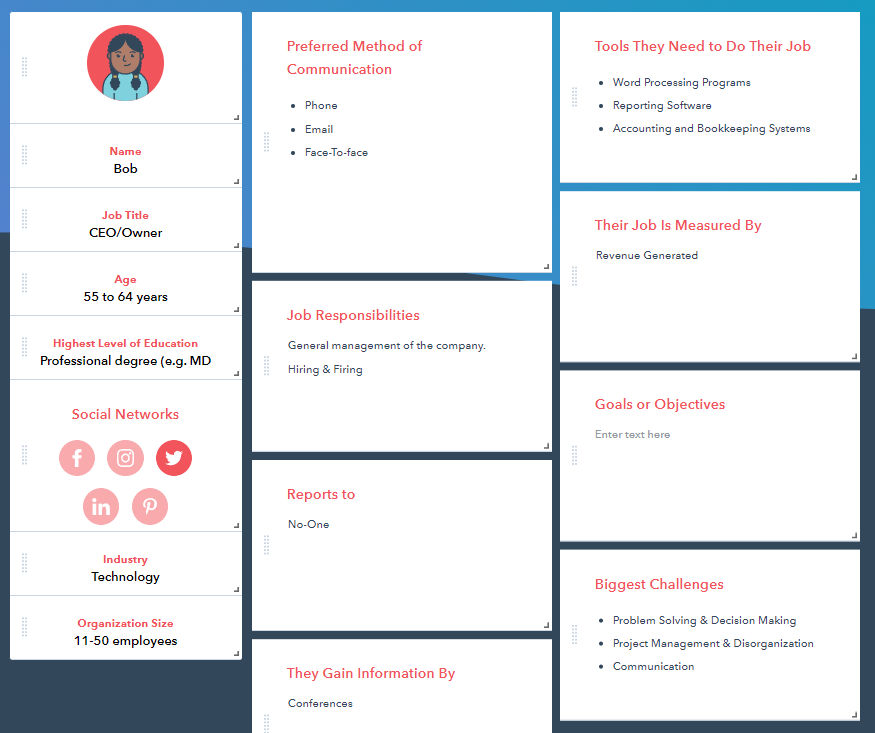 Name
Bob
Job Title
CEO/Owner
Age
55 to 64 years
Highest Level of Education
Professional degree (e.g. MD
Social Networks
f
in
Industry
Technology
Organization Size
11-50 employees
Preferred Method of
Communication
Phone
Email
Face-To-face
Job Responsibilities
General management of the company.
Hiring & Firing
Reports to
No-One
They Gain Information By
Conferences
Tools They Need to Do Their Job
Word Processing Programs
Reporting Software
Accounting and Bookkeeping Systems
Their Job Is Measured By
Revenue Generated
Goals or Objectives
Enter text here
Biggest Challenges
Problem Solving & Decision Making
Project Management & Disorganization
Communication